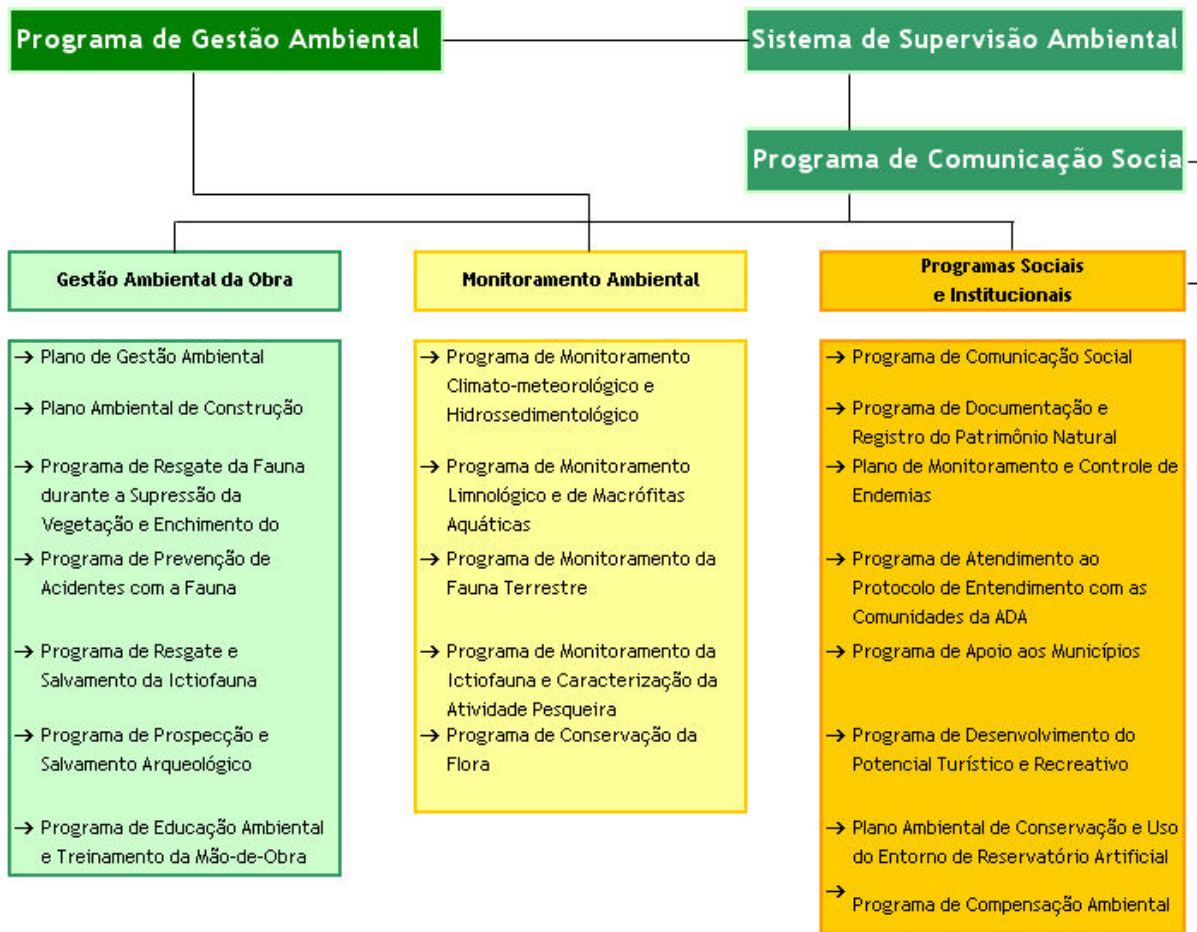 Programa de Gestão Ambiental
Sistema de Supervisão Ambiental
Programa de Comunicação Socia
Gestão Ambiental da Obra
→ Plano de Gestão Ambiental
→ Plano Ambiental de Construção
→ Programa de Resgate da Fauna
durante a Supressão da
Vegetação e Enchimento do
→ Programa de Prevenção de
Acidentes com a Fauna
→ Programa de Resgate e
Salvamento da Ictiofauna
→ Programa de Prospecção e
Salvamento Arqueológico
→ Programa de Educação Ambiental
e Treinamento da Mão-de-Obra
Monitoramento Ambiental
→ Programa de Monitoramento
Climato-meteorológico e
Hidrossedimentológico
→ Programa de Monitoramento
Limnológico e de Macrófitas
Aquáticas
→ Programa de Monitoramento da
Fauna Terrestre
→ Programa de Monitoramento da
Ictiofauna e Caracterização da
Atividade Pesqueira
→ Programa de Conservação da
Flora
Programas Sociais
e Institucionais
→ Programa de Comunicação Social
→ Programa de Documentação e
Registro do Patrimônio Natural
→ Plano de Monitoramento e Controle de
Endemias
→ Programa de Atendimento ao
Protocolo de Entendimento com as
Comunidades da ADA
→ Programa de Apoio aos Municípios
→ Programa de Desenvolvimento do
Potencial Turístico e Recreativo
→ Plano Ambiental de Conservação e Uso
do Entorno de Reservatório Artificial
→ Programa de Compensação Ambiental